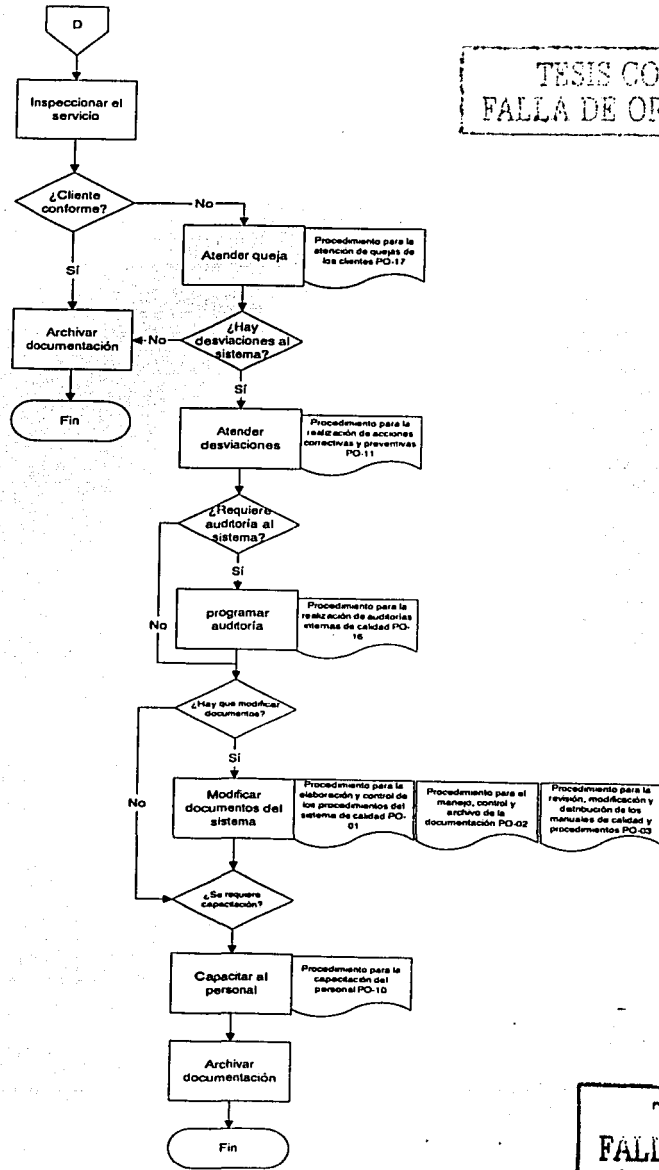 D
TESIS CO
FALLA DE OR
Inspeccionar el
servicio
¿Cliente
conforme?
No
Sí
Atender queja
Procedimiento para la
atención de quejas de
los clientes PO-17
Archivar
documentación
No
¿Hay
desviaciones al
sistema?
Fin
Sí
Atender
desviaciones
Procedimiento para la
realización de acciones
correctivas y preventivas
PO-11
¿Requiere
auditoría al
sistema?
Sí
No
programar
auditoría
Procedimiento para la
realización de auditorías
internas de calidad PO-
16
¿Hay que modificar
documentos?
Sí
No
Modificar
documentos del
sistema
Procedimiento para la
elaboración y control de
los procedimientos del
sistema de calidad PO-
01
Procedimiento para el
manejo, control y
archivo de la
documentación PO-02
Procedimiento para la
revisión, modificación y
distribución de los
manuales de calidad y
procedimientos PO-03
¿Se requiere
capacitación?
Capacitar al
personal
Procedimiento para la
capacitación del
personal PO-10
Archivar
documentación
Fin
FALL